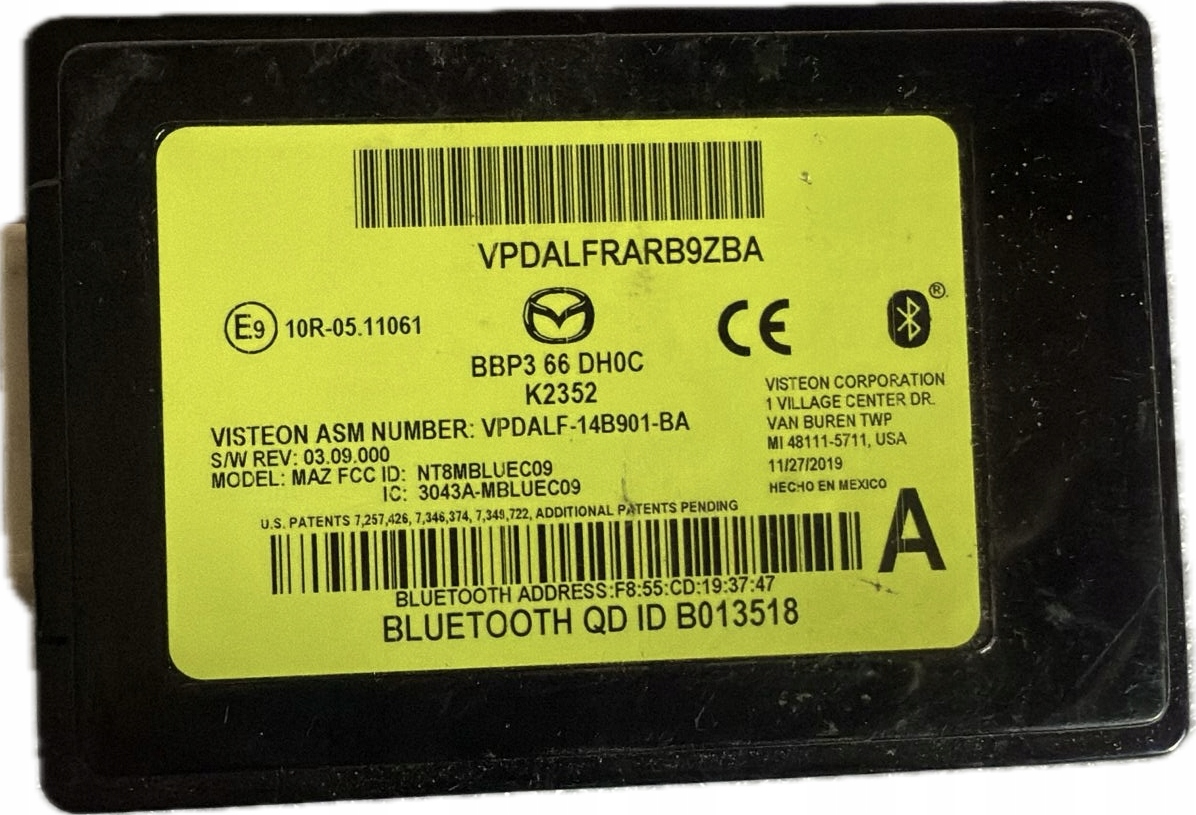 VPDALFRARB9ZBA
E9 10R-05.11061
CE
®
BBP3 66 DH0C
K2352
VISTEON ASM NUMBER: VPDALF-14B901-BA
S/W REV: 03.09.000
MODEL: MAZ FCC ID: NT8MBLUEC09
IC: 3043A-MBLUEC09
VISTEON CORPORATION
1 VILLAGE CENTER DR.
VAN BUREN TWP
MI 48111-5711, USA
11/27/2019
HECHO EN MEXICO
U.S. PATENTS 7,257,426, 7,346,374, 7,349,722, ADDITIONAL PATENTS PENDING
A
BLUETOOTH ADDRESS:F8:55:CD:19:37:47
BLUETOOTH QD ID B013518